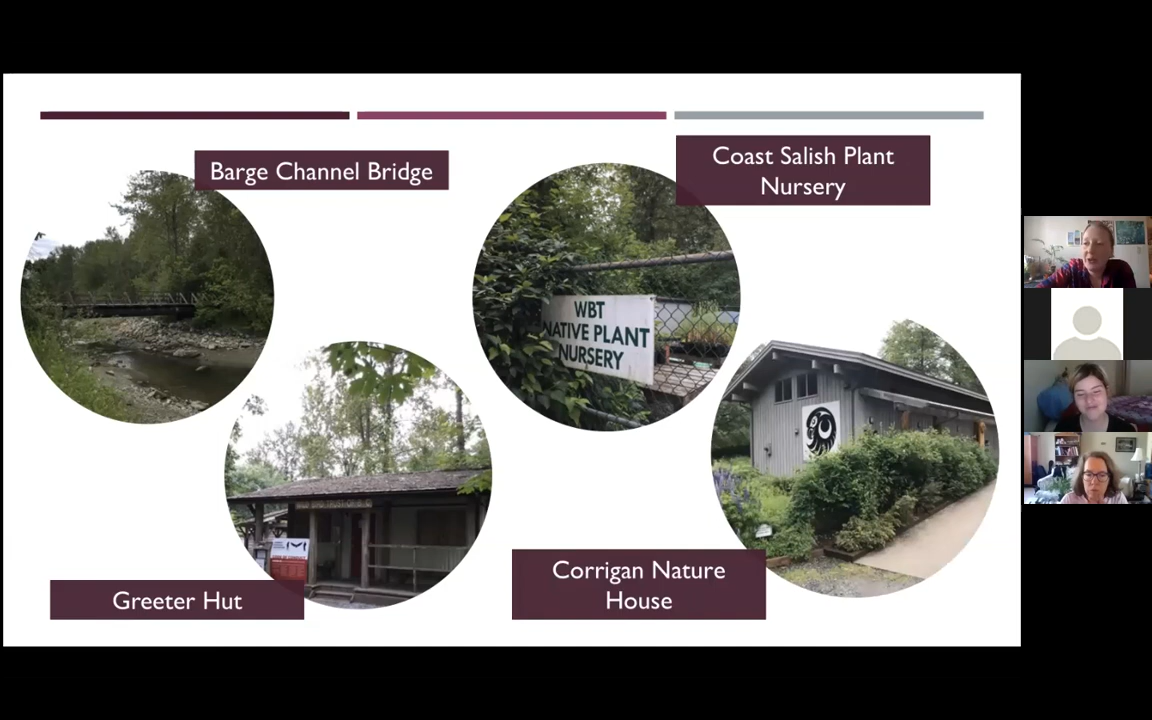 Barge Channel Bridge
Coast Salish Plant
Nursery
WBT
NATIVE PLANT
NURSERY
Greeter Hut
Corrigan Nature
House